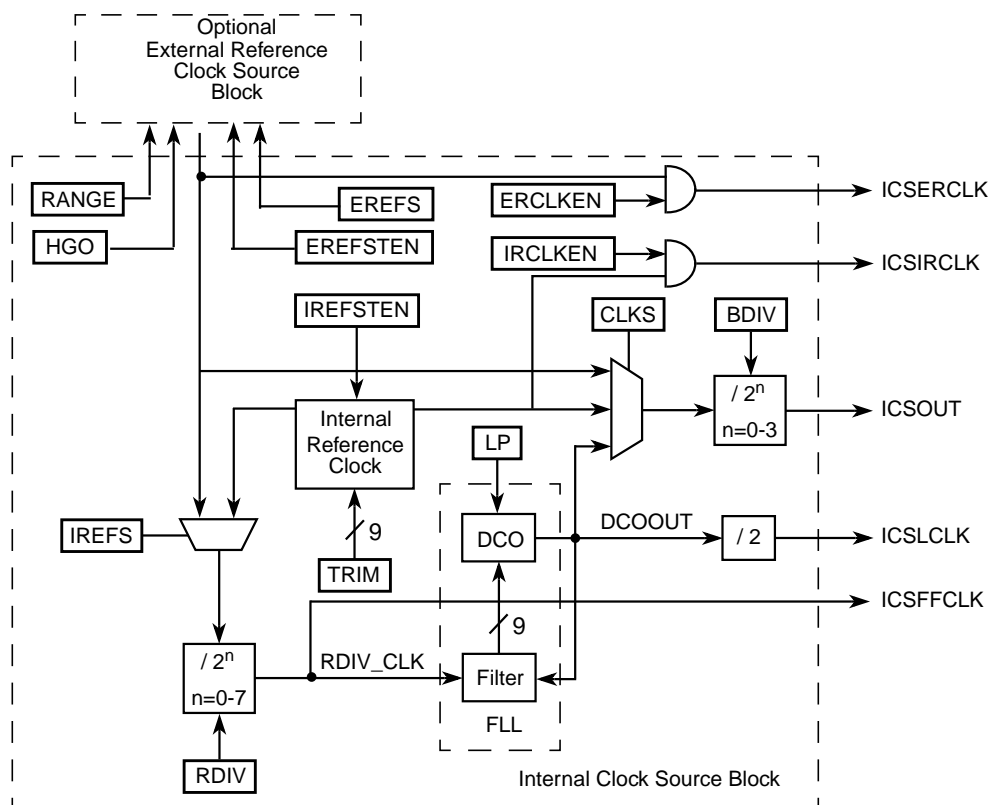 Optional
External Reference
Clock Source
Block
RANGE
HGO
EREFS
EREFSTEN
ERCLKEN
ICSERCLK
IRCLKEN
ICSIRCLK
IREFSTEN
CLKS
BDIV
Internal
Reference
Clock
/ 2ⁿ
n=0-3
ICSOUT
LP
IREFS
9
TRIM
DCO
DCOOUT
/ 2
ICSLCLK
ICSFFCLK
9
/ 2ⁿ
n=0-7
RDIV_CLK
Filter
FLL
RDIV
Internal Clock Source Block